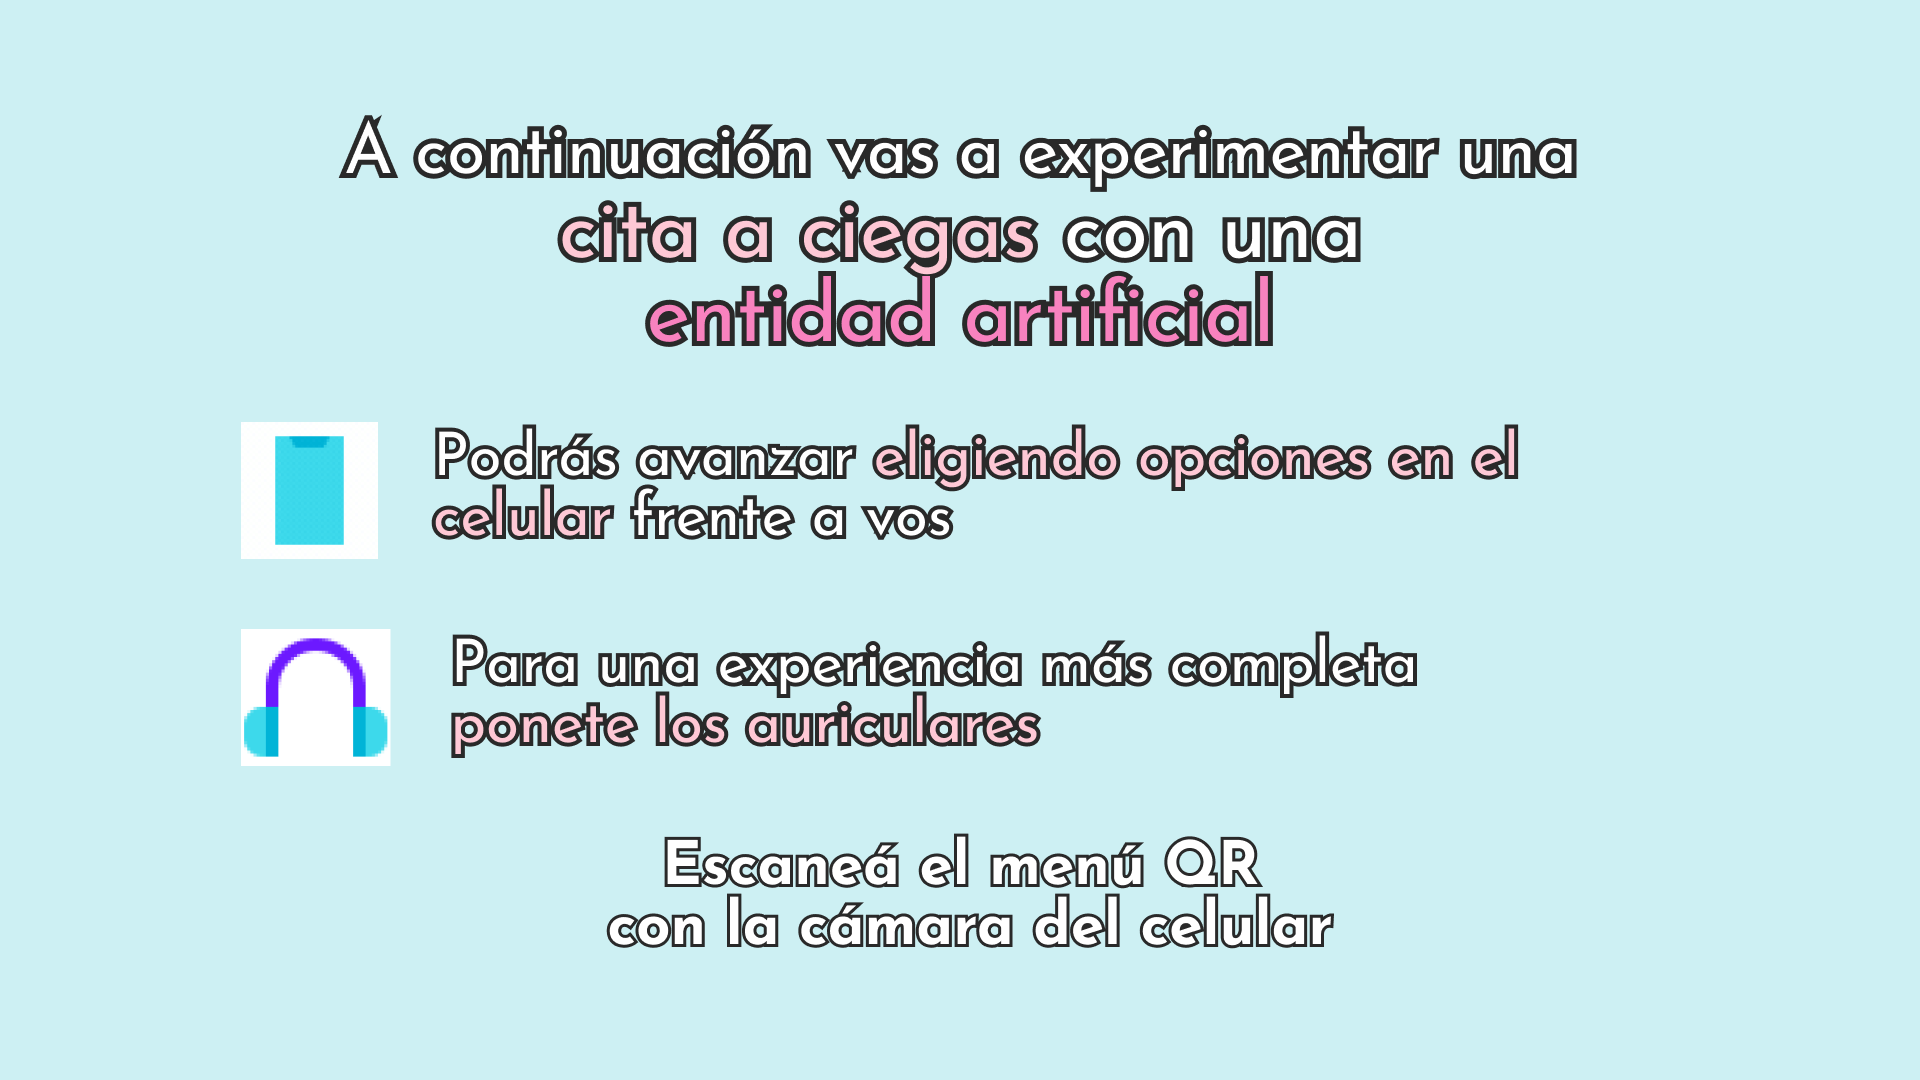 A continuación vas a experimentar una
cita a ciegas con una
entidad artificial
Podrás avanzar eligiendo opciones en el
celular frente a vos
Para una experiencia más completa
ponete los auriculares
Escaneá el menú QR
con la cámara del celular